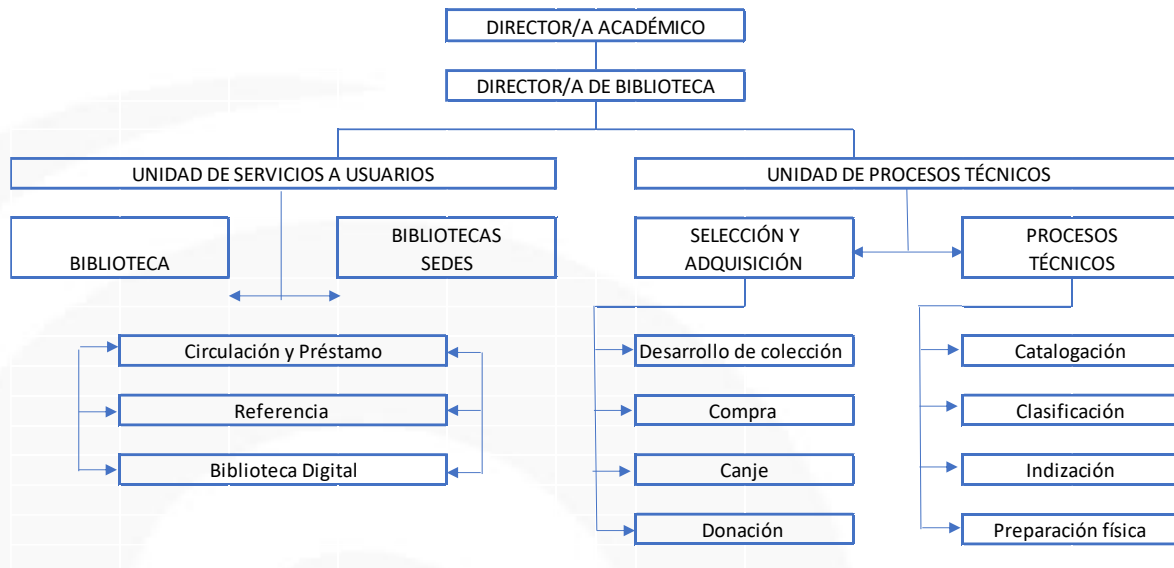 DIRECTOR/A ACADÉMICO
DIRECTOR/A DE BIBLIOTECA
UNIDAD DE SERVICIOS A USUARIOS
UNIDAD DE PROCESOS TÉCNICOS
BIBLIOTECA
BIBLIOTECAS
SEDES
SELECCIÓN Y
ADQUISICIÓN
PROCESOS
TÉCNICOS
Circulación y Préstamo
Referencia
Biblioteca Digital
Desarrollo de colección
Compra
Canje
Donación
Catalogación
Clasificación
Indización
Preparación física